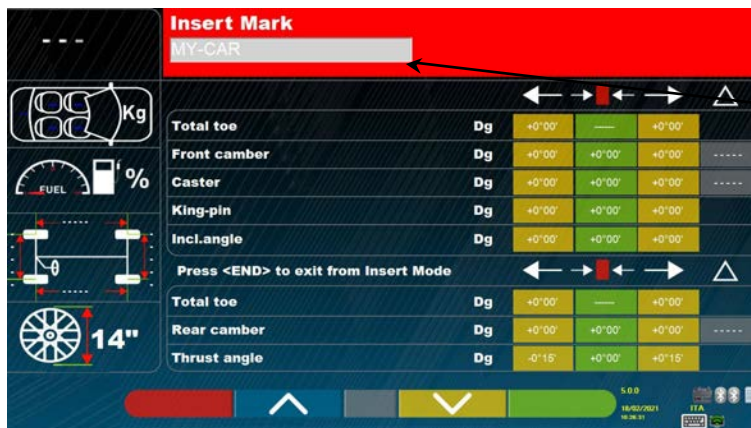 - - -
Insert Mark
MY-CAR
Kg
Total toe Dg +0°00' ----- +0°00'
Front camber Dg +0°00' +0°00' +0°00' -----
FUEL %
Caster Dg +0°00' +0°00' +0°00' -----
King-pin Dg +0°00' +0°00' +0°00'
Incl.angle Dg +0°00' +0°00' +0°00'
Press <END> to exit from Insert Mode
Total toe Dg +0°00' ----- +0°00'
14"
Rear camber Dg +0°00' +0°00' +0°00' -----
Thrust angle Dg -0°15' +0°00' +0°15'
5.0.0
18/02/2021 ITA